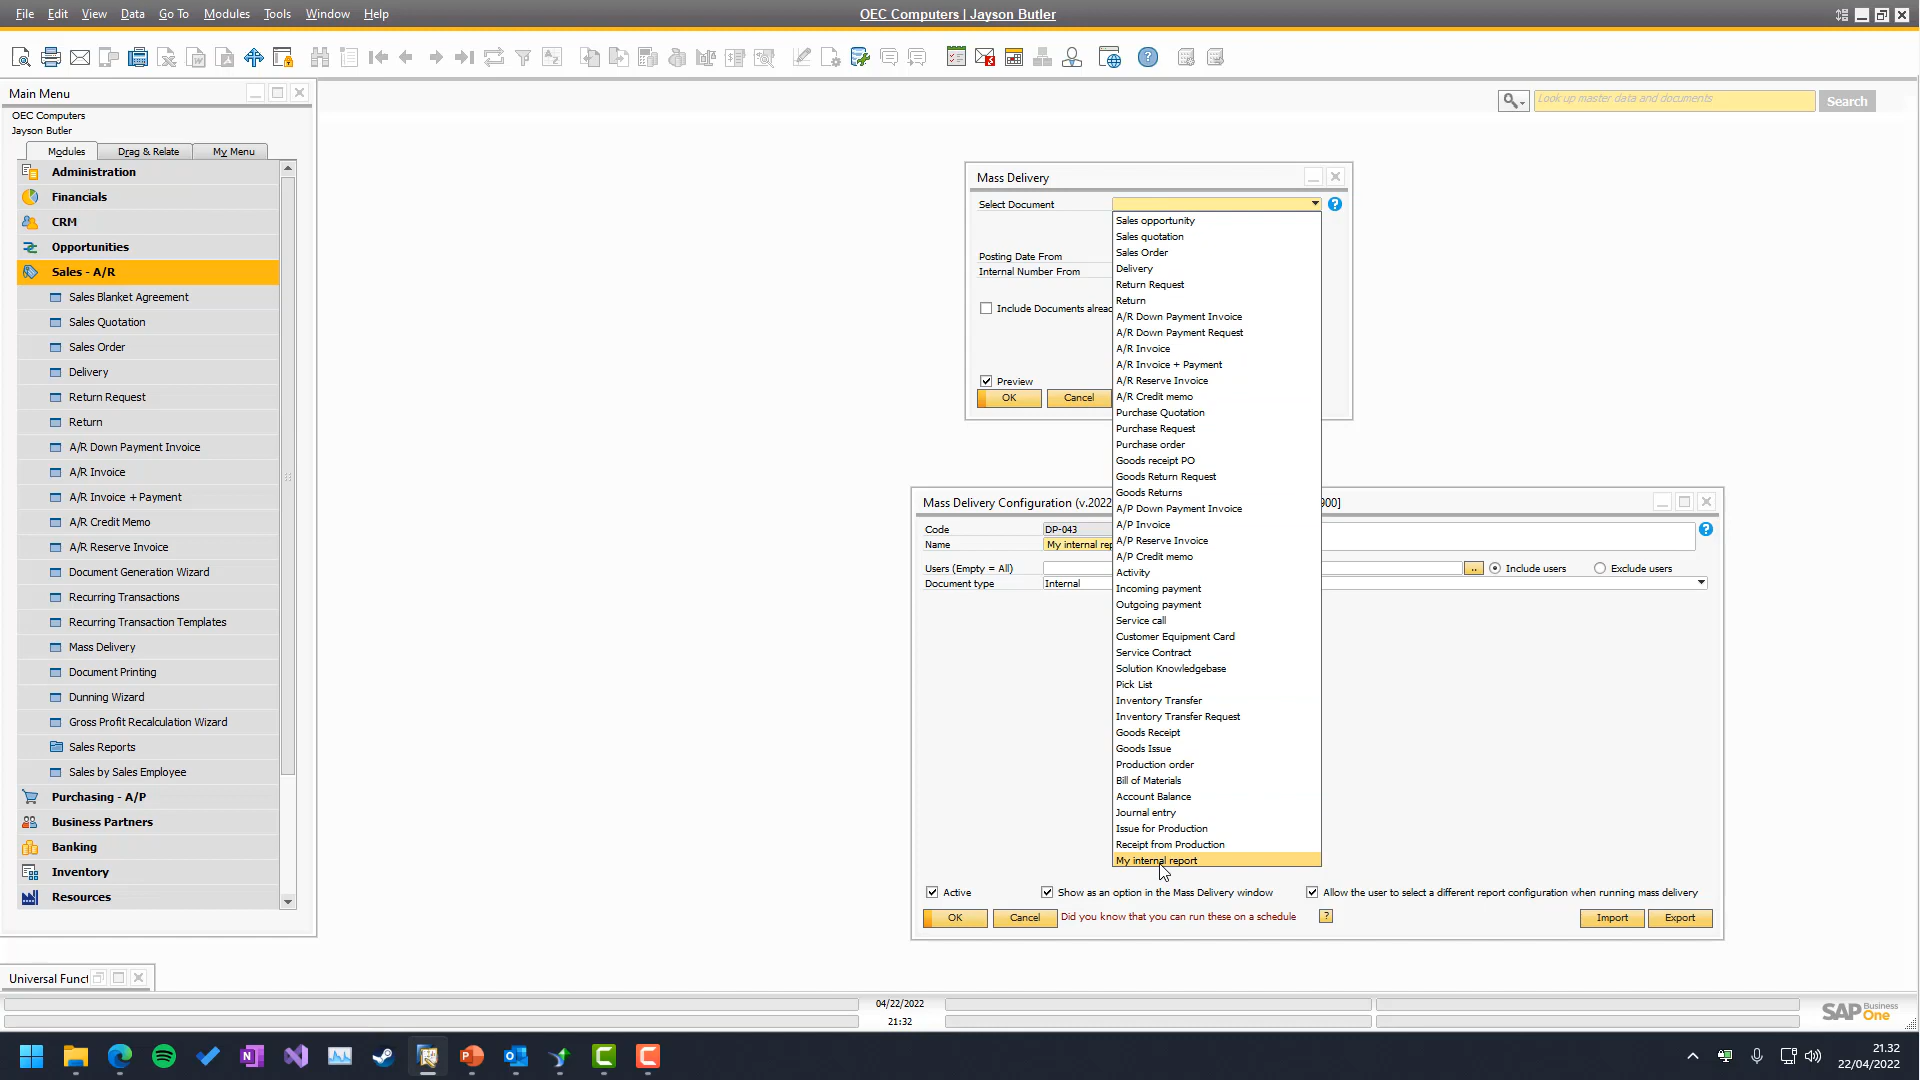 File Edit View Data Go To Modules Tools Window Help
OEC Computers | Jayson Butler
Main Menu
OEC Computers
Jayson Butler
Modules Drag & Relate My Menu
Administration
Financials
CRM
Opportunities
Sales - A/R
Sales Blanket Agreement
Sales Quotation
Sales Order
Delivery
Return Request
Return
A/R Down Payment Invoice
A/R Invoice
A/R Invoice + Payment
A/R Credit Memo
A/R Reserve Invoice
Document Generation Wizard
Recurring Transactions
Recurring Transaction Templates
Mass Delivery
Document Printing
Dunning Wizard
Gross Profit Recalculation Wizard
Sales Reports
Sales by Sales Employee
Purchasing - A/P
Business Partners
Banking
Inventory
Resources
Look up master data and documents
Search
Mass Delivery
Select Document
Posting Date From
Internal Number From
Include Documents alread
Preview
OK Cancel
Sales opportunity
Sales quotation
Sales Order
Delivery
Return Request
Return
A/R Down Payment Invoice
A/R Down Payment Request
A/R Invoice
A/R Invoice + Payment
A/R Reserve Invoice
A/R Credit memo
Purchase Quotation
Purchase Request
Purchase order
Goods receipt PO
Goods Return Request
Goods Returns
A/P Down Payment Invoice
A/P Invoice
A/P Reserve Invoice
A/P Credit memo
Activity
Incoming payment
Outgoing payment
Service call
Customer Equipment Card
Service Contract
Solution Knowledgebase
Pick List
Inventory Transfer
Inventory Transfer Request
Goods Receipt
Goods Issue
Production order
Bill of Materials
Account Balance
Journal entry
Issue for Production
Receipt from Production
My internal report
Mass Delivery Configuration (v.2022 900]
Code DP-043
Name My internal rep
Users (Empty = All) .. Include users Exclude users
Document type Internal
Active Show as an option in the Mass Delivery window Allow the user to select a different report configuration when running mass delivery
OK Cancel Did you know that you can run these on a schedule ? Import Export
Universal Funct
04/22/2022
21:32
SAP Business One
21.32
22/04/2022